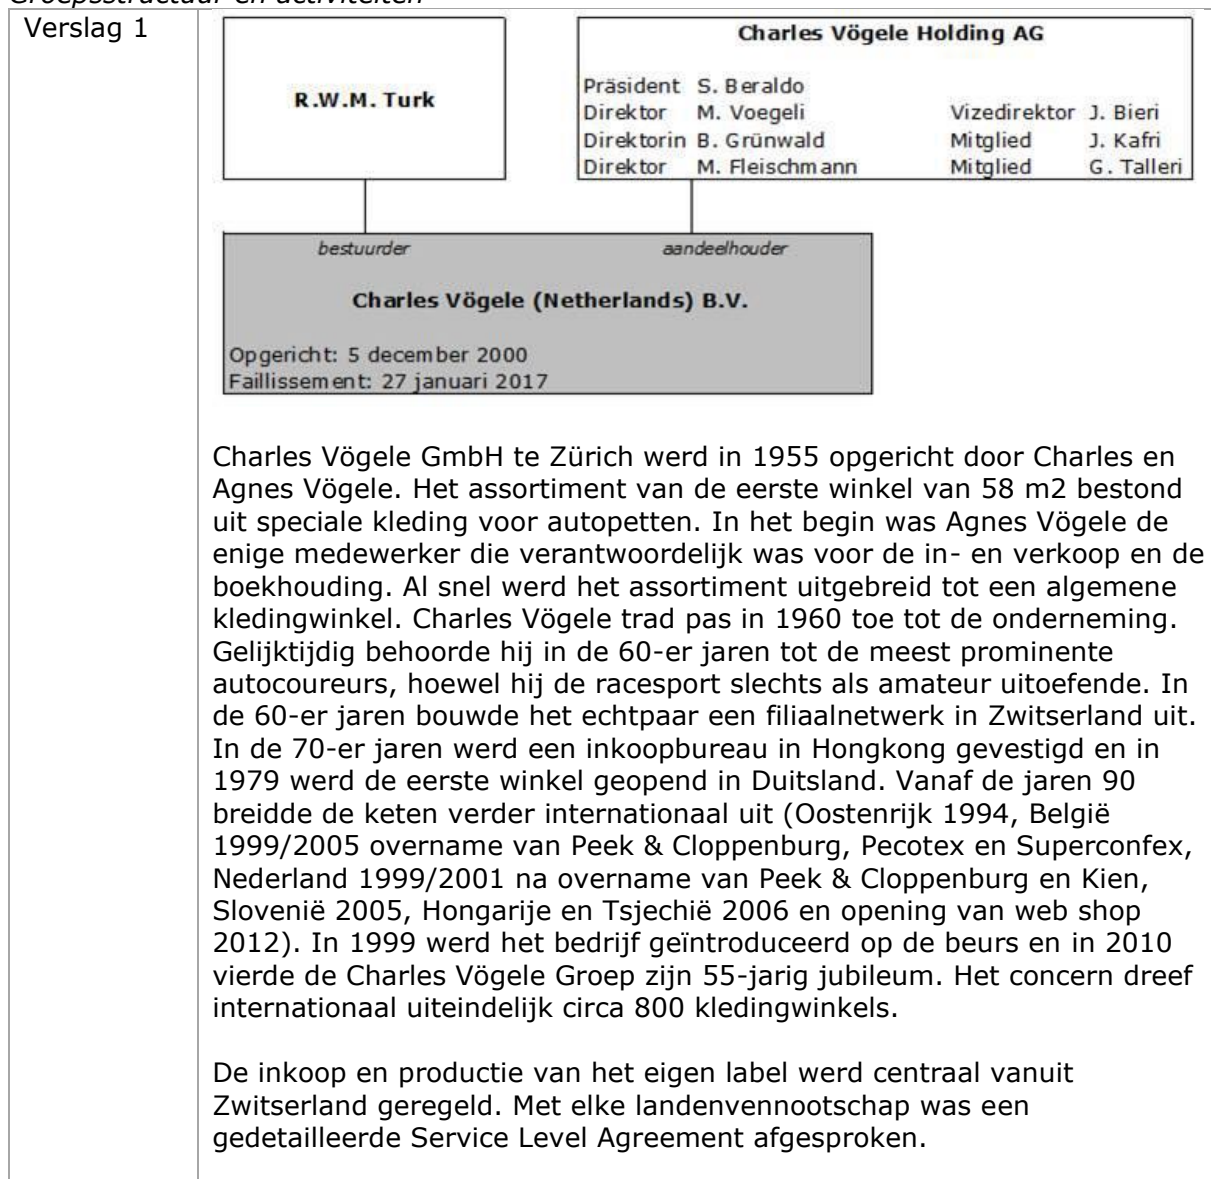 Groepsstructuur en activiteiten
Verslag 1
R.W.M. Turk
Charles Vögele Holding AG
Präsident S. Beraldo
Direktor M. Voegeli Vizedirektor J. Bieri
Direktorin B. Grünwald Mitglied J. Kafri
Direktor M. Fleischmann Mitglied G. Talleri
bestuurder aandeelhouder
Charles Vögele (Netherlands) B.V.
Opgericht: 5 december 2000
Faillissement: 27 januari 2017
Charles Vögele GmbH te Zürich werd in 1955 opgericht door Charles en
Agnes Vögele. Het assortiment van de eerste winkel van 58 m2 bestond
uit speciale kleding voor autopetten. In het begin was Agnes Vögele de
enige medewerker die verantwoordelijk was voor de in- en verkoop en de
boekhouding. Al snel werd het assortiment uitgebreid tot een algemene
kledingwinkel. Charles Vögele trad pas in 1960 toe tot de onderneming.
Gelijktijdig behoorde hij in de 60-er jaren tot de meest prominente
autocoureurs, hoewel hij de racesport slechts als amateur uitoefende. In
de 60-er jaren bouwde het echtpaar een filiaalnetwerk in Zwitserland uit.
In de 70-er jaren werd een inkoopbureau in Hongkong gevestigd en in
1979 werd de eerste winkel geopend in Duitsland. Vanaf de jaren 90
breidde de keten verder internationaal uit (Oostenrijk 1994, België
1999/2005 overname van Peek & Cloppenburg, Pecotex en Superconfex,
Nederland 1999/2001 na overname van Peek & Cloppenburg en Kien,
Slovenië 2005, Hongarije en Tsjechië 2006 en opening van web shop
2012). In 1999 werd het bedrijf geïntroduceerd op de beurs en in 2010
vierde de Charles Vögele Groep zijn 55-jarig jubileum. Het concern dreef
internationaal uiteindelijk circa 800 kledingwinkels.
De inkoop en productie van het eigen label werd centraal vanuit
Zwitserland geregeld. Met elke landenvennootschap was een
gedetailleerde Service Level Agreement afgesproken.